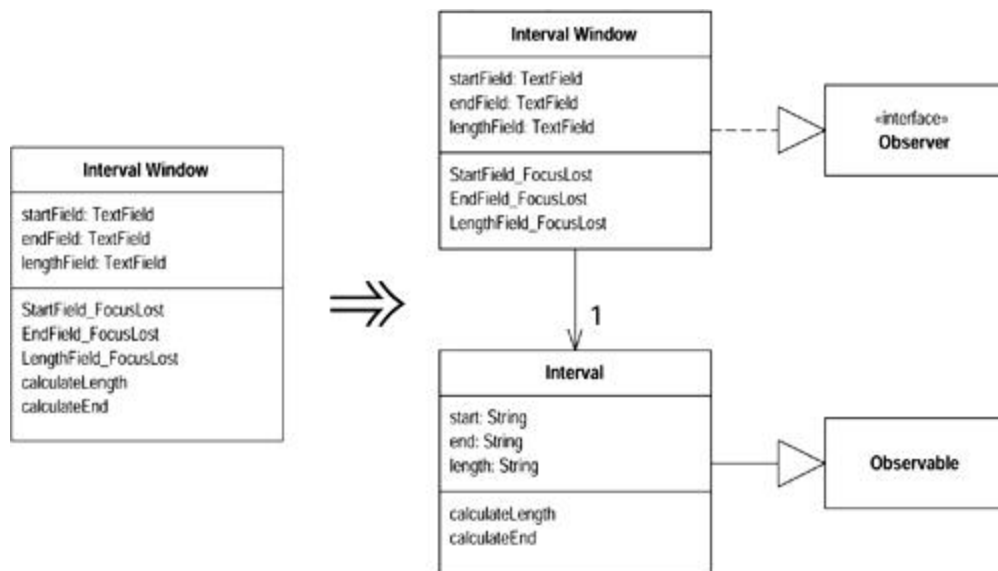 Interval Window
startField: TextField
endField: TextField
lengthField: TextField
StartField_FocusLost
EndField_FocusLost
LengthField_FocusLost
calculateLength
calculateEnd
Interval Window
startField: TextField
endField: TextField
lengthField: TextField
StartField_FocusLost
EndField_FocusLost
LengthField_FocusLost
«interface»
Observer
1
Interval
start: String
end: String
length: String
calculateLength
calculateEnd
Observable